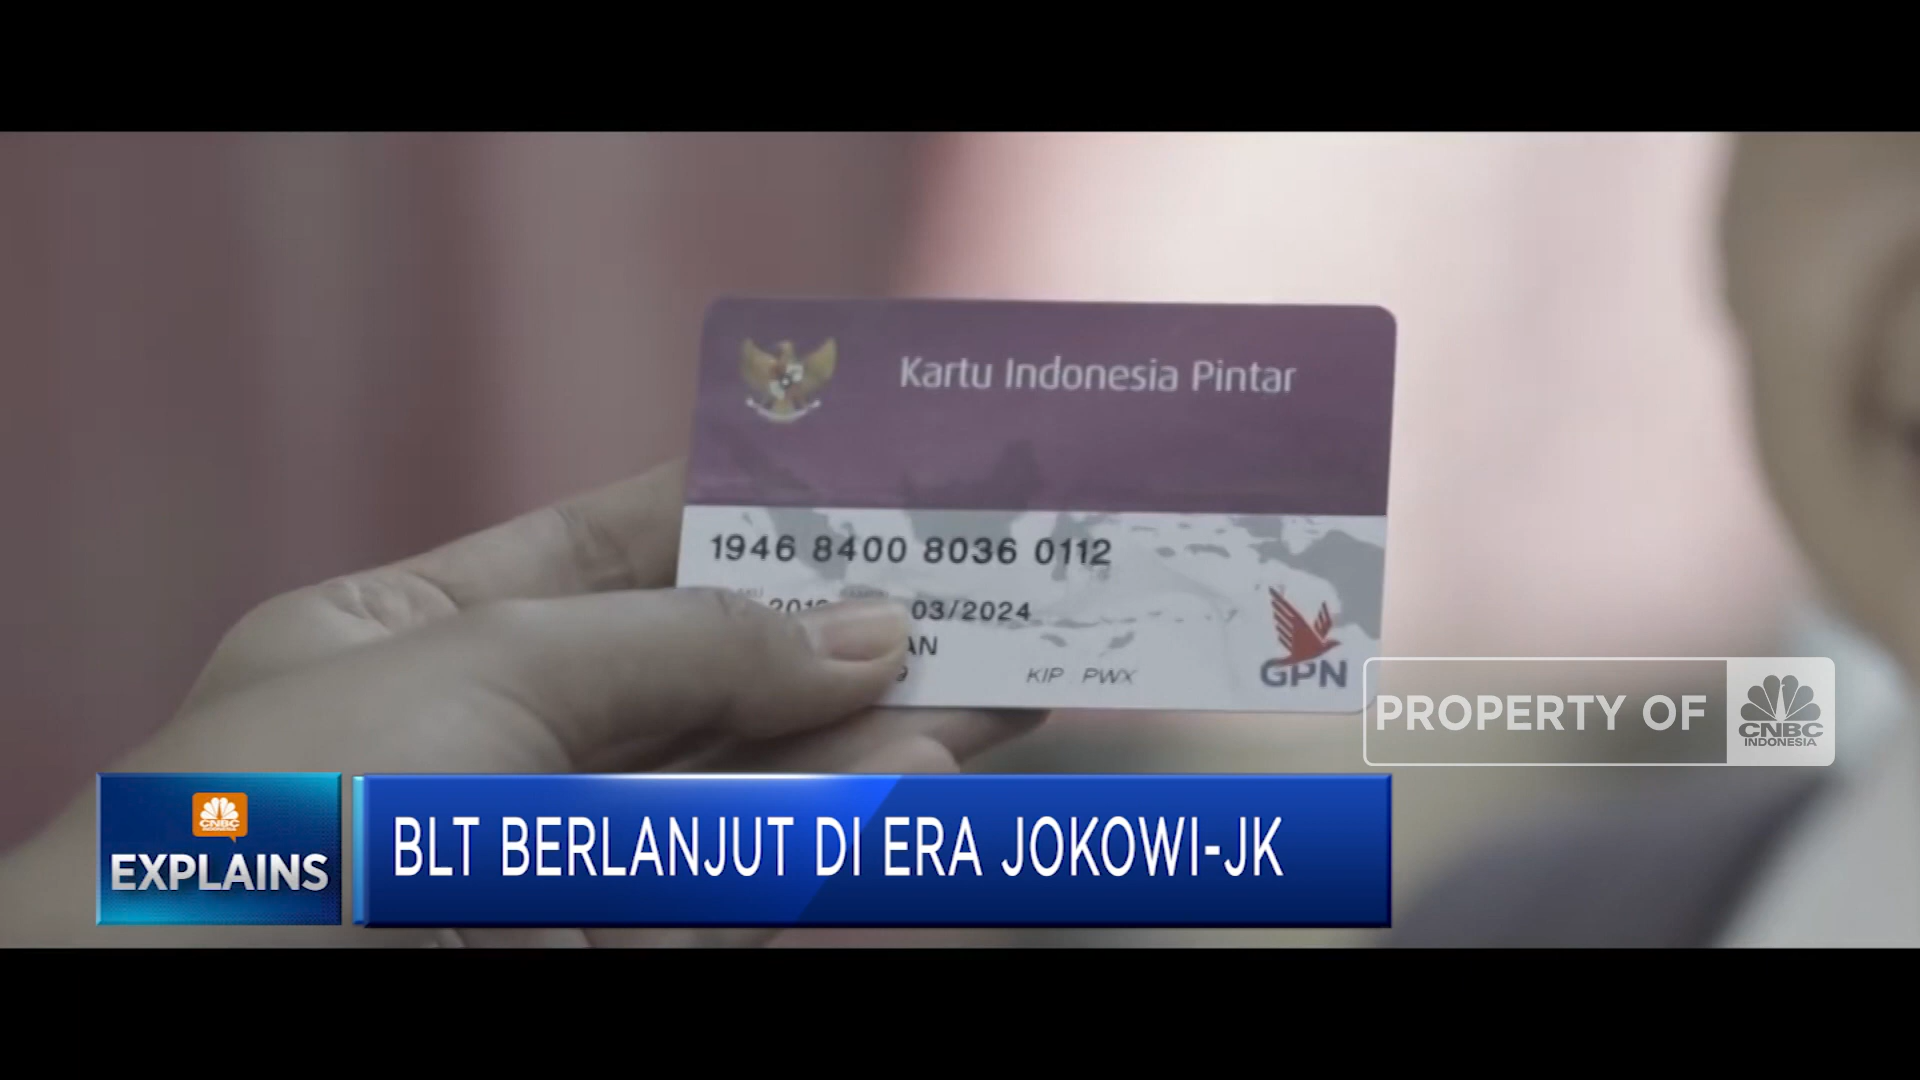 Kartu Indonesia Pintar
1946 8400 8036 0112
03/2024
KIP PWX
GPN
PROPERTY OF
CNBC
INDONESIA
CNBC
INDONESIA
EXPLAINS
BLT BERLANJUT DI ERA JOKOWI-JK